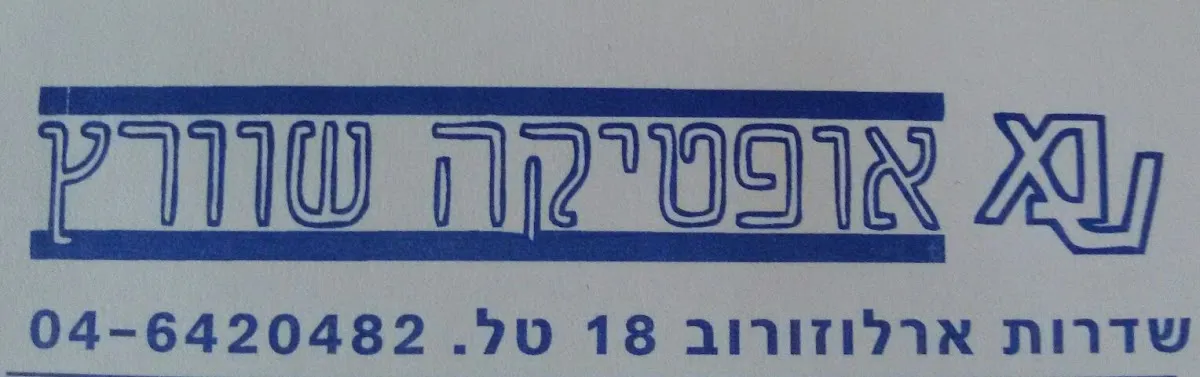 אופטיקה שוורץ
שדרות ארלוזורוב 18 טל. 04-6420482